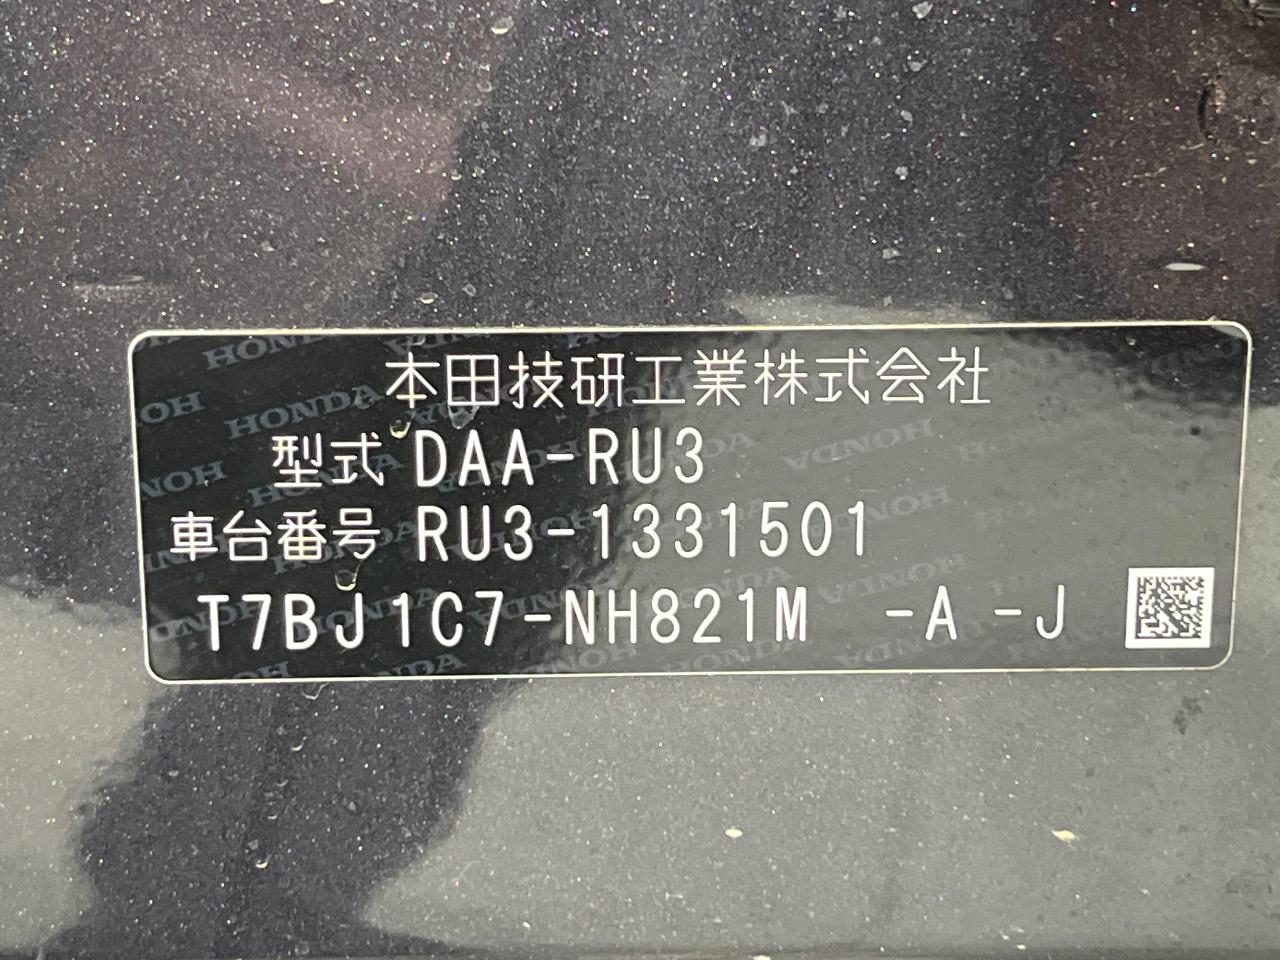 本田技研工業株式会社
型式 DAA-RU3
車台番号 RU3-1331501
T7BJ1C7-NH821M -A -J